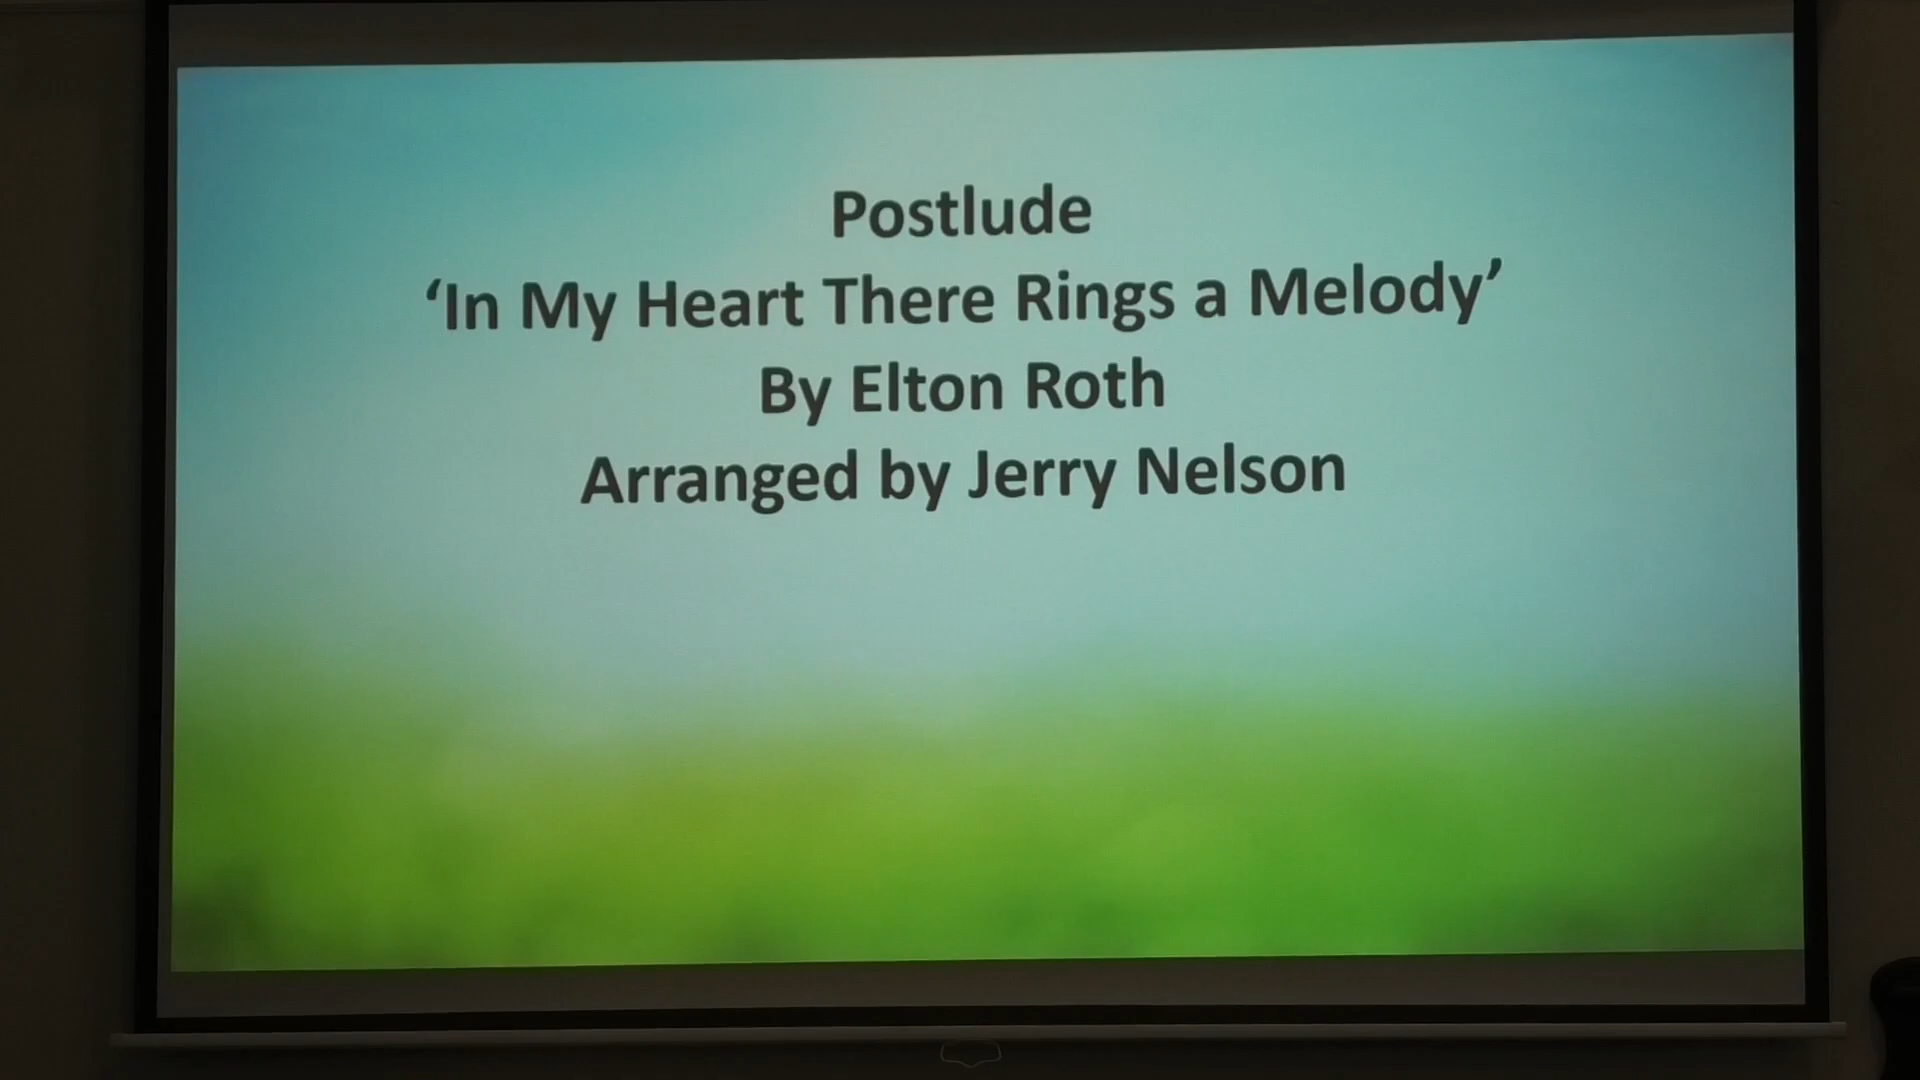 Postlude
‘In My Heart There Rings a Melody’
By Elton Roth
Arranged by Jerry Nelson